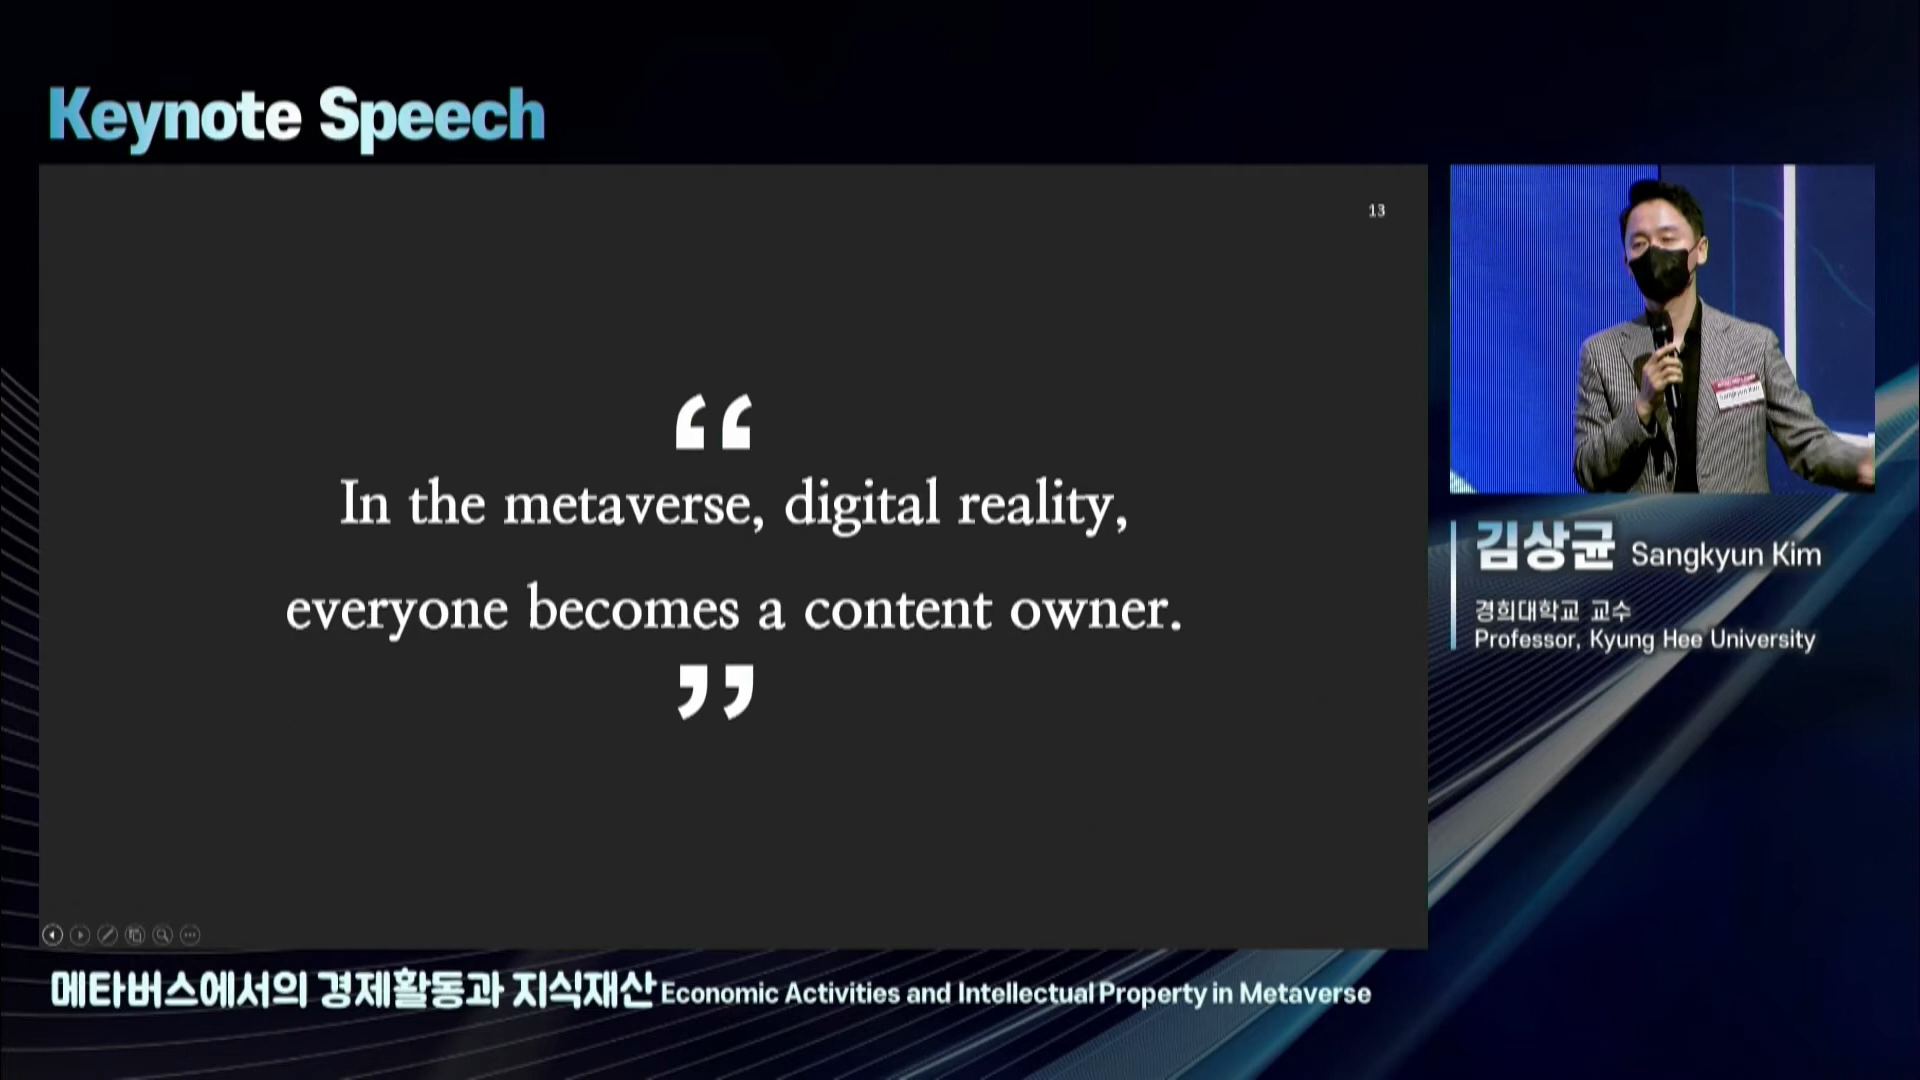 Keynote Speech
13
“
In the metaverse, digital reality,
everyone becomes a content owner.
”
김상균 Sangkyun Kim
경희대학교 교수
Professor, Kyung Hee University
메타버스에서의 경제활동과 지식재산 Economic Activities and Intellectual Property in Metaverse